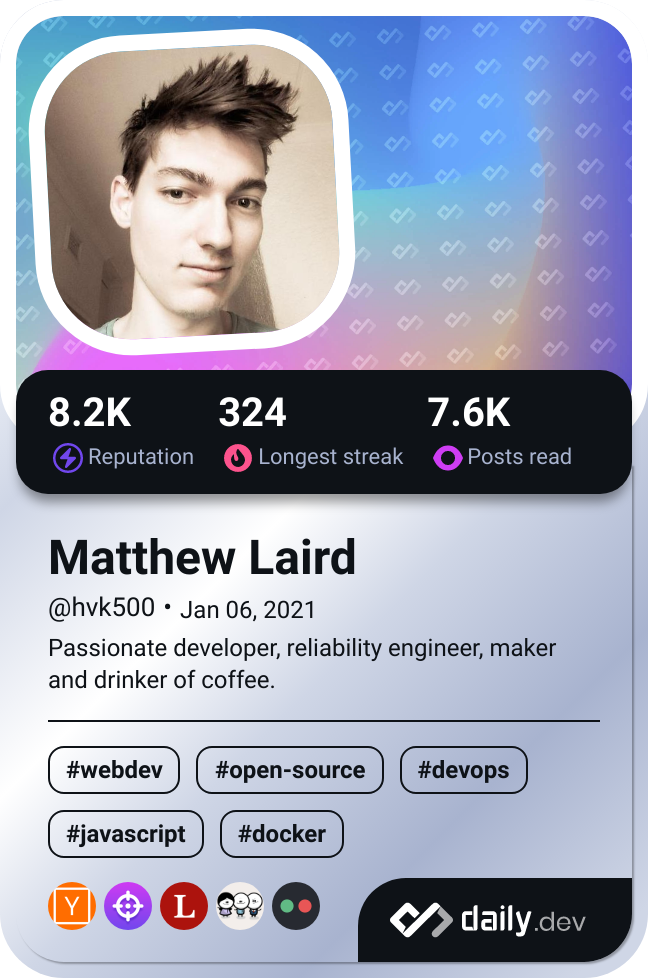 8.2K 324 7.6K
Reputation Longest streak Posts read
Matthew Laird
@hvk500 • Jan 06, 2021
Passionate developer, reliability engineer, maker
and drinker of coffee.
#webdev #open-source #devops
#javascript #docker
Y L
daily.dev